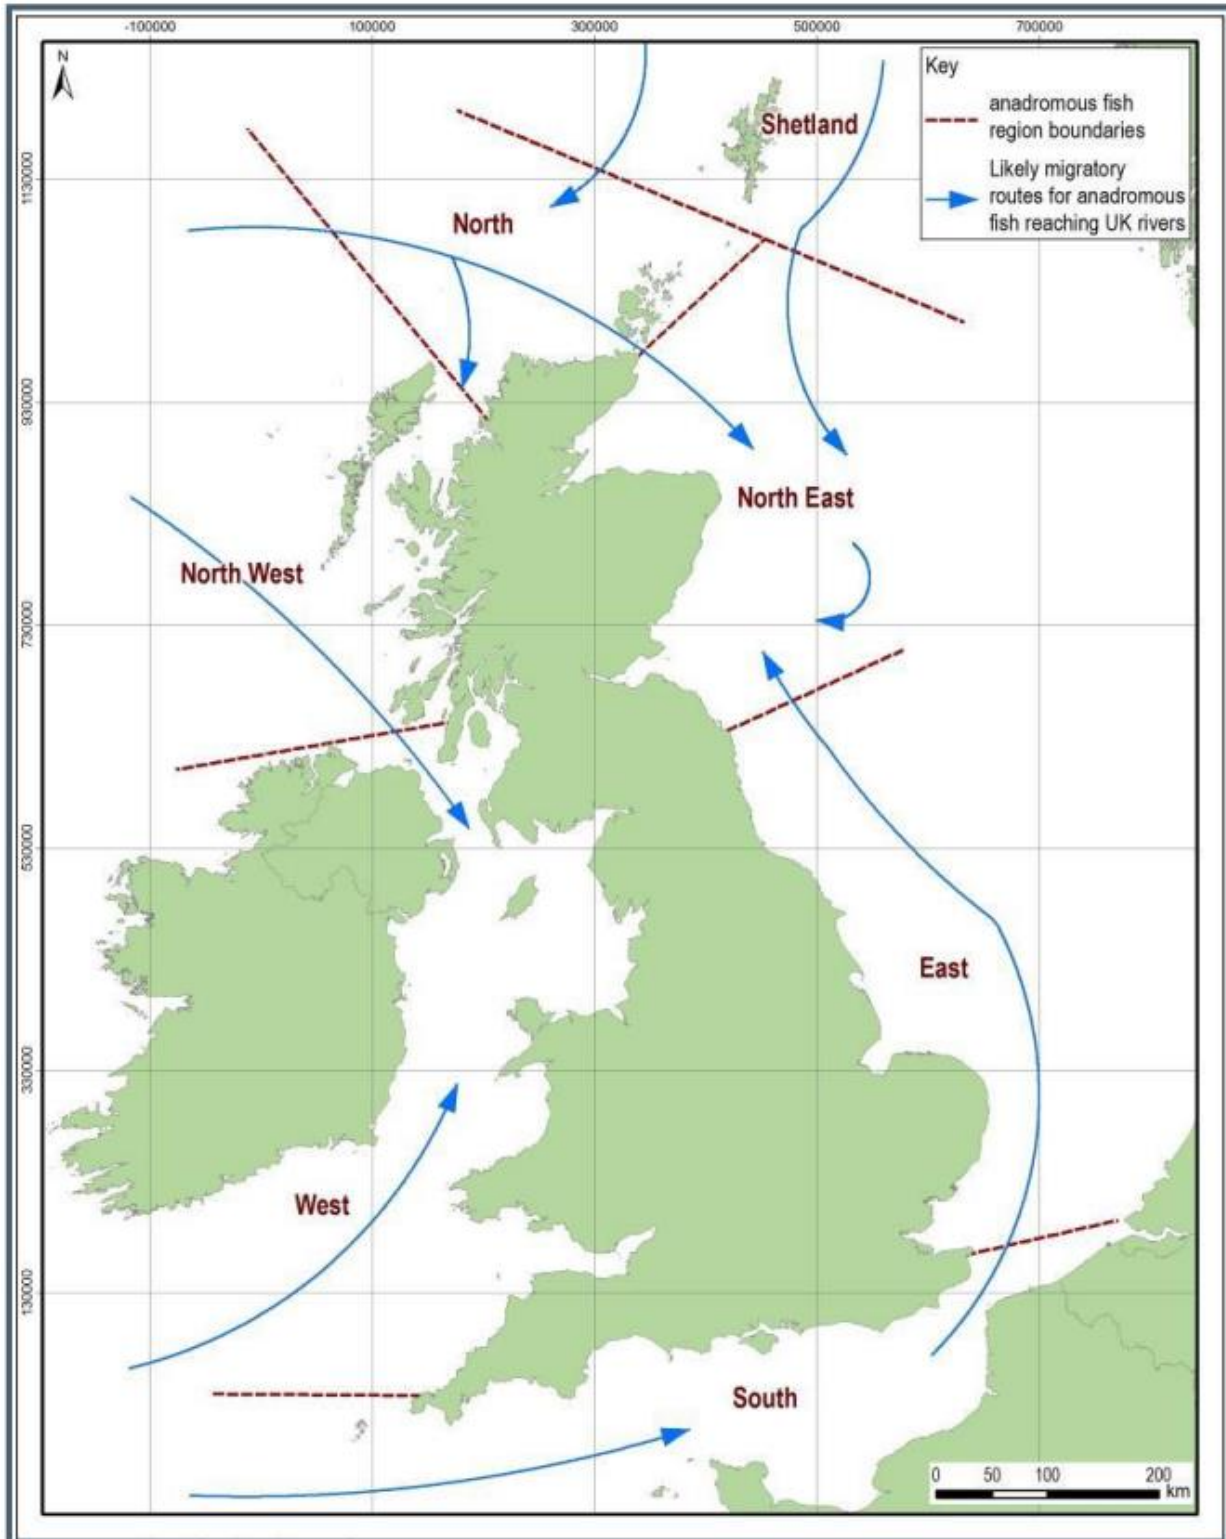 -100000 100000 300000 500000 700000
N
Key
anadromous fish
region boundaries
Likely migratory
routes for anadromous
fish reaching UK rivers
Shetland
North
North East
North West
East
West
South
1130000
930000
730000
530000
330000
130000
0 50 100 200
km